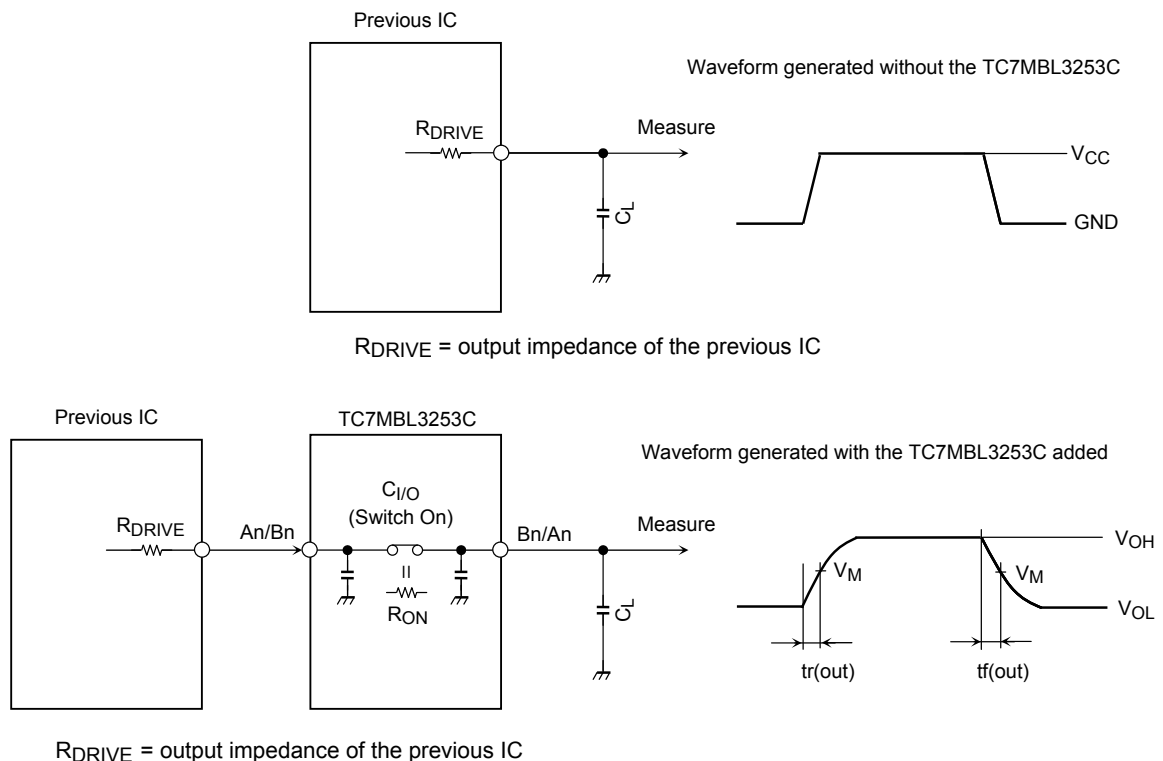 Previous IC
Waveform generated without the TC7MBL3253C
RDRIVE
Measure
VCC
CL
GND
RDRIVE = output impedance of the previous IC
Previous IC
TC7MBL3253C
Waveform generated with the TC7MBL3253C added
CI/O
(Switch On)
RDRIVE
An/Bn
Bn/An
Measure
VOH
VM
VM
=
RON
CL
VOL
tr(out)
tf(out)
RDRIVE = output impedance of the previous IC